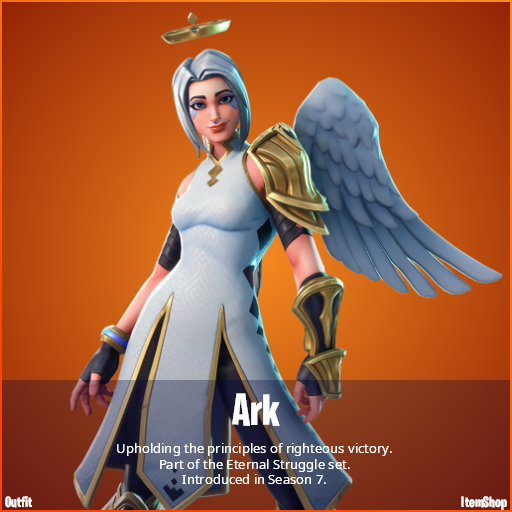 Ark
Upholding the principles of righteous victory.
Part of the Eternal Struggle set.
Introduced in Season 7.
Outfit
ItemShop